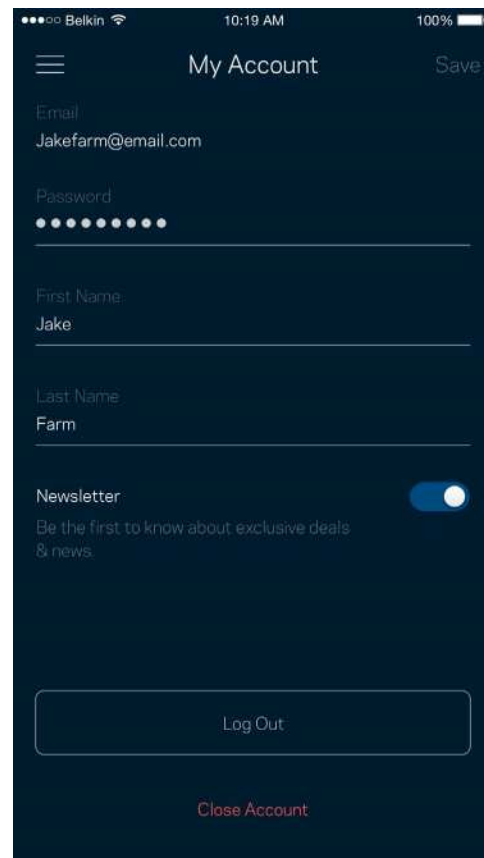 Belkin 10:19 AM 100%
My Account Save
Email
Jakefarm@email.com
Password
First Name
Jake
Last Name
Farm
Newsletter
Be the first to know about exclusive deals
& news.
Log Out
Close Account